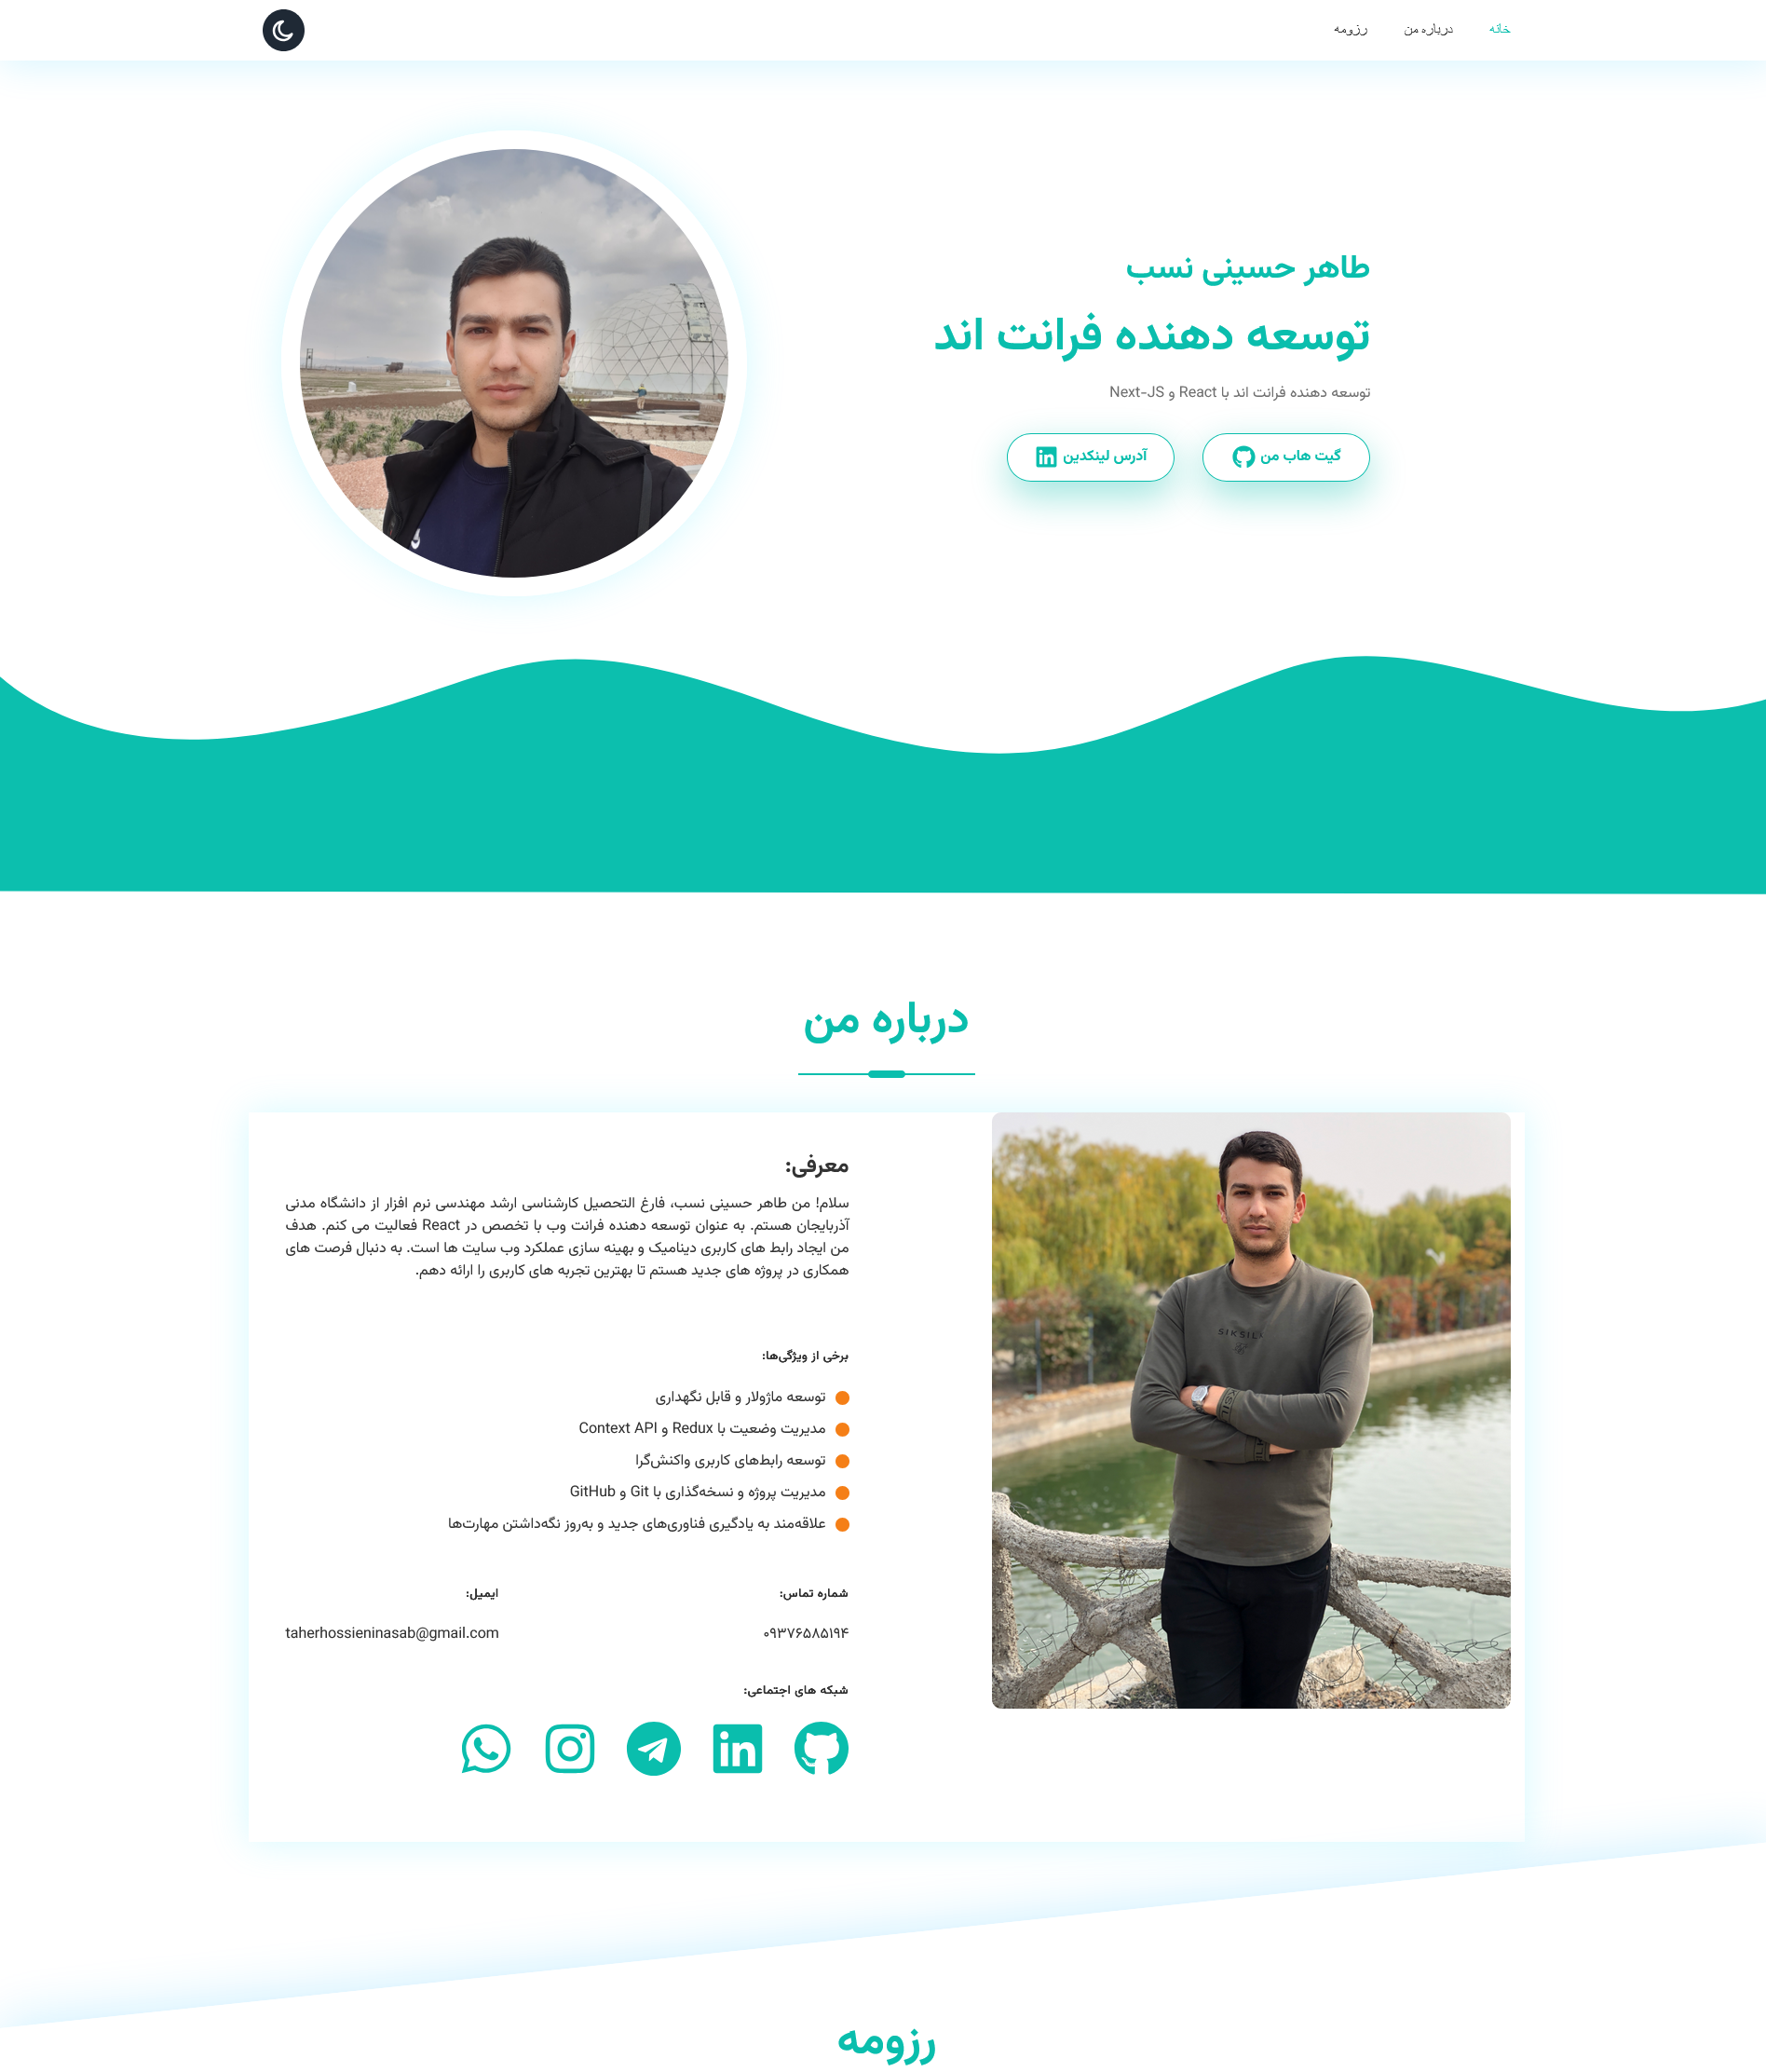 خانه
درباره من
رزومه
طاهر حسینی نسب
توسعه دهنده فرانت اند
توسعه دهنده فرانت اند با React و Next-JS
گیت هاب من
آدرس لینکدین
درباره من
معرفی:
سلام! من طاهر حسینی نسب، فارغ التحصیل کارشناسی ارشد مهندسی نرم افزار از دانشگاه مدنی
آذربایجان هستم. به عنوان توسعه دهنده فرانت وب با تخصص در React فعالیت می کنم. هدف
من ایجاد رابط های کاربری دینامیک و بهینه سازی عملکرد وب سایت ها است. به دنبال فرصت های
همکاری در پروژه های جدید هستم تا بهترین تجربه های کاربری را ارائه دهم.
برخی از ویژگی‌ها:
توسعه ماژولار و قابل نگهداری
مدیریت وضعیت با Redux و Context API
توسعه رابط‌های کاربری واکنش‌گرا
مدیریت پروژه و نسخه‌گذاری با Git و GitHub
علاقه‌مند به یادگیری فناوری‌های جدید و به‌روز نگه‌داشتن مهارت‌ها
شماره تماس:
۰۹۳۷۶۵۸۵۱۹۴
ایمیل:
taherhossieninasab@gmail.com
شبکه های اجتماعی:
رزومه